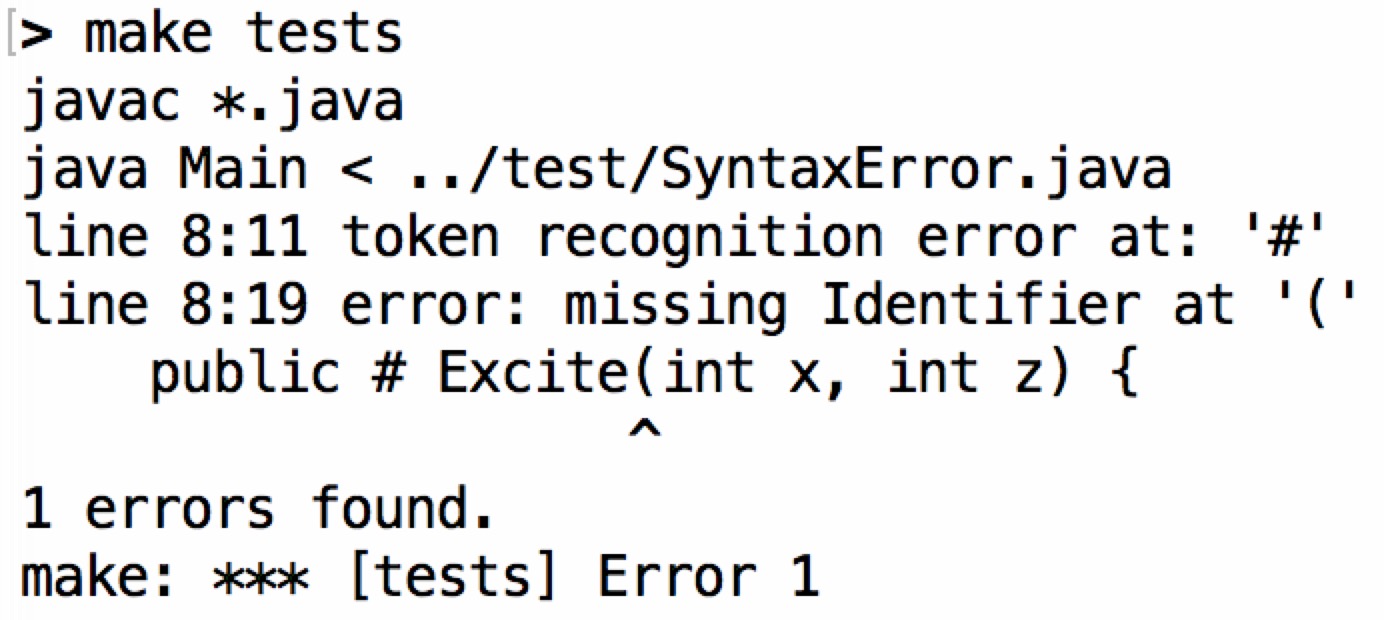 [> make tests
javac *.java
java Main < ../test/SyntaxError.java
line 8:11 token recognition error at: '#'
line 8:19 error: missing Identifier at '('
    public # Excite(int x, int z) {
                   ^
1 errors found.
make: *** [tests] Error 1